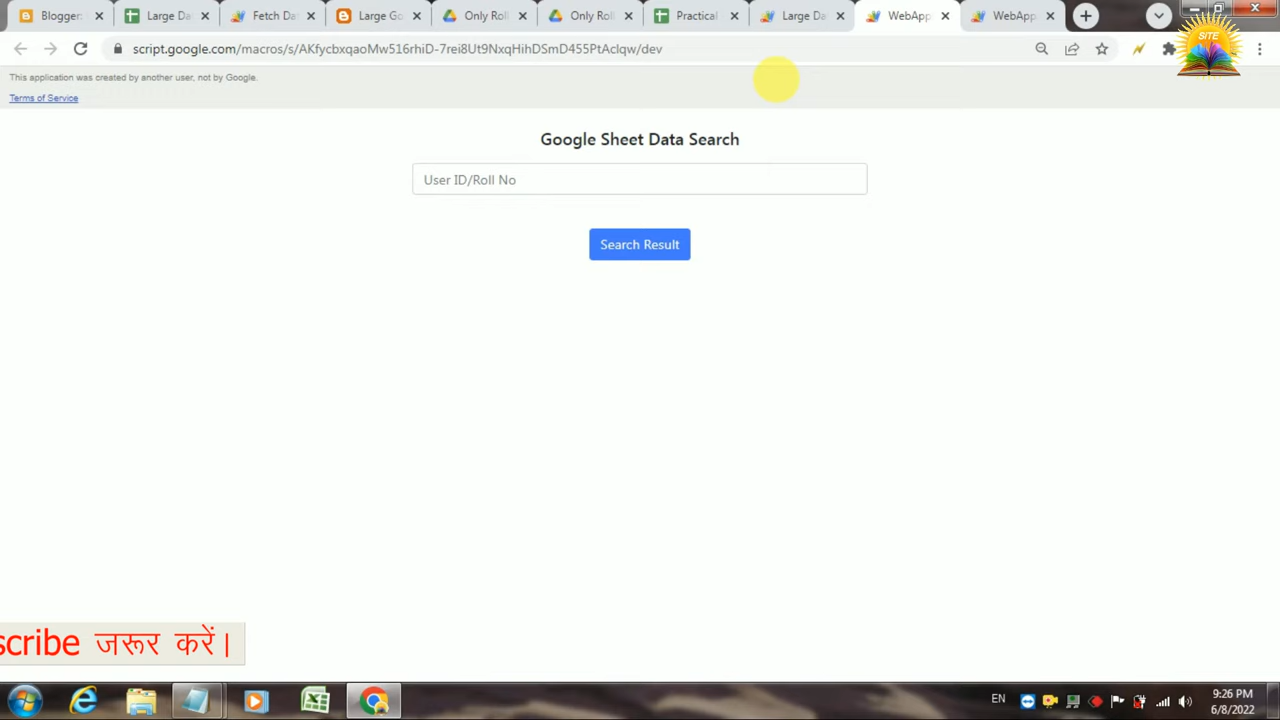 Blogger:
Large Da
Fetch Da
Large Go
Only Rol
Only Rol
Practical
Large Da
WebApp
WebApp
script.google.com/macros/s/AKfycbxqaoMw516rhiD-7rei8Ut9NxqHihDSmD455PtAclqw/dev
SITE
This application was created by another user, not by Google.
Terms of Service
Google Sheet Data Search
User ID/Roll No
Search Result
scribe जरूर करें।
EN
9:26 PM
6/8/2022